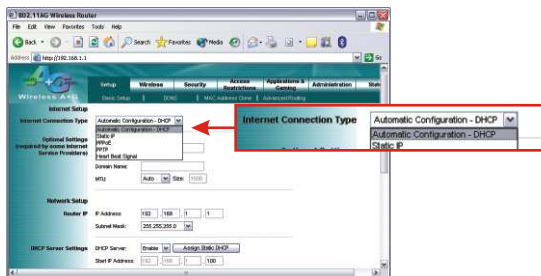 802.11AG Wireless Router
File Edit View Favorites Tools Help
Back Search Favorites Media
Address http://192.168.1.1 Go
Wireless A+G
Setup Wireless Security Access Restrictions Applications & Gaming Administration Status
Basic Setup | DDNS | MAC Address Clone | Advanced Routing
Internet Setup
Internet Connection Type Automatic Configuration - DHCP
Automatic Configuration - DHCP
Static IP
PPPoE
PPTP
Heart Beat Signal
Optional Settings
(required by some Internet
Service Providers)
Domain Name:
MTU: Auto Size: 1500
Network Setup
Router IP IP Address: 192 . 168 . 1 . 1
Subnet Mask: 255.255.255.0
DHCP Server Settings DHCP Server: Enable Assign Static DHCP
Start IP Address: 192 . 168 . 1 . 100
Internet Connection Type Automatic Configuration - DHCP
Automatic Configuration - DHCP
Static IP